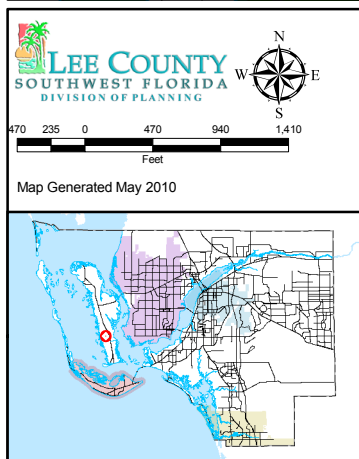 LEE COUNTY
SOUTHWEST FLORIDA
DIVISION OF PLANNING
N
W E
S
470 235 0 470 940 1,410
Feet
Map Generated May 2010